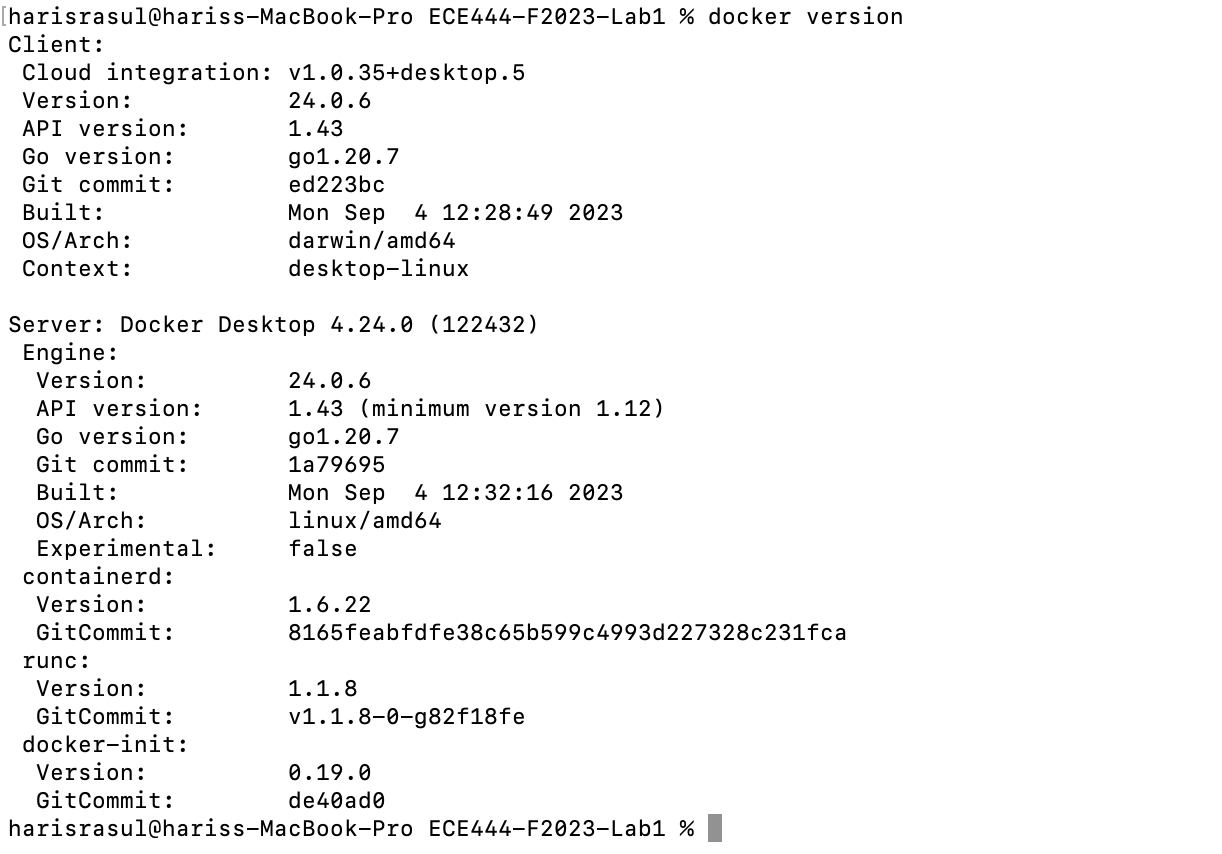 [harisrasul@hariss-MacBook-Pro ECE444-F2023-Lab1 % docker version
Client:
 Cloud integration: v1.0.35+desktop.5
 Version:           24.0.6
 API version:       1.43
 Go version:        go1.20.7
 Git commit:        ed223bc
 Built:             Mon Sep  4 12:28:49 2023
 OS/Arch:           darwin/amd64
 Context:           desktop-linux

Server: Docker Desktop 4.24.0 (122432)
 Engine:
  Version:          24.0.6
  API version:      1.43 (minimum version 1.12)
  Go version:       go1.20.7
  Git commit:       1a79695
  Built:            Mon Sep  4 12:32:16 2023
  OS/Arch:          linux/amd64
  Experimental:     false
 containerd:
  Version:          1.6.22
  GitCommit:        8165feabfdfe38c65b599c4993d227328c231fca
 runc:
  Version:          1.1.8
  GitCommit:        v1.1.8-0-g82f18fe
 docker-init:
  Version:          0.19.0
  GitCommit:        de40ad0
harisrasul@hariss-MacBook-Pro ECE444-F2023-Lab1 %